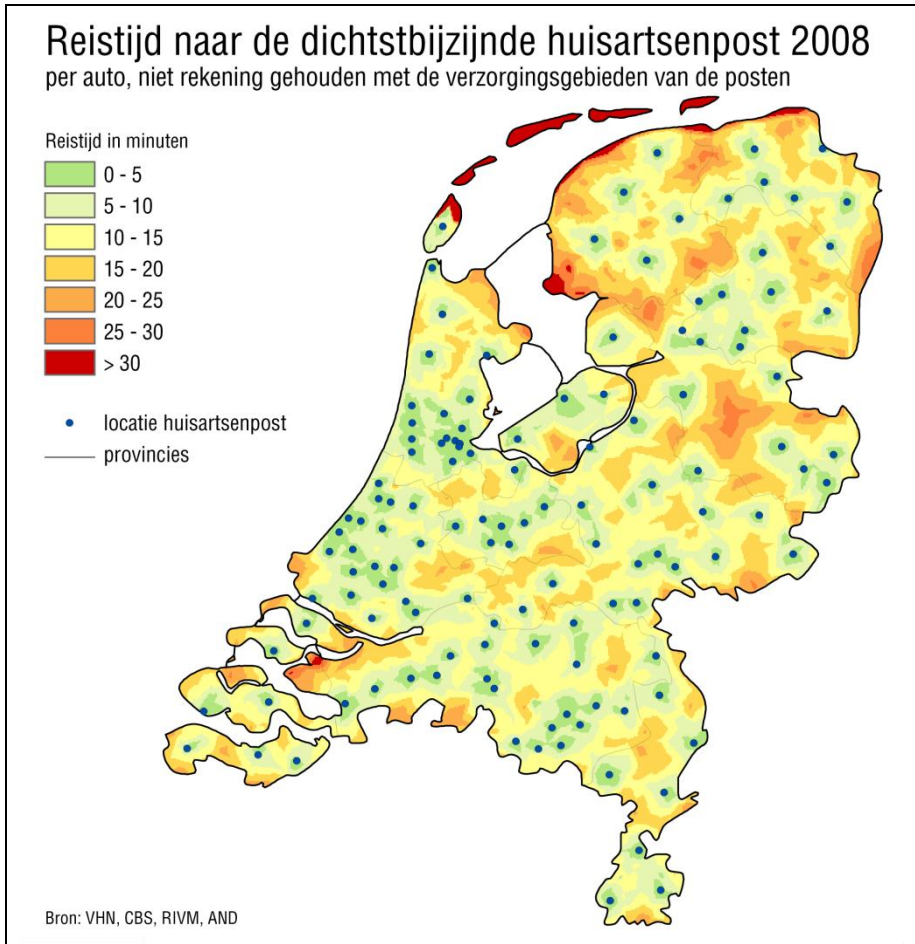 Reistijd naar de dichtstbijzijnde huisartsenpost 2008
per auto, niet rekening gehouden met de verzorgingsgebieden van de posten
Reistijd in minuten
0 - 5
5 - 10
10 - 15
15 - 20
20 - 25
25 - 30
> 30
locatie huisartsenpost
provincies
Bron: VHN, CBS, RIVM, AND